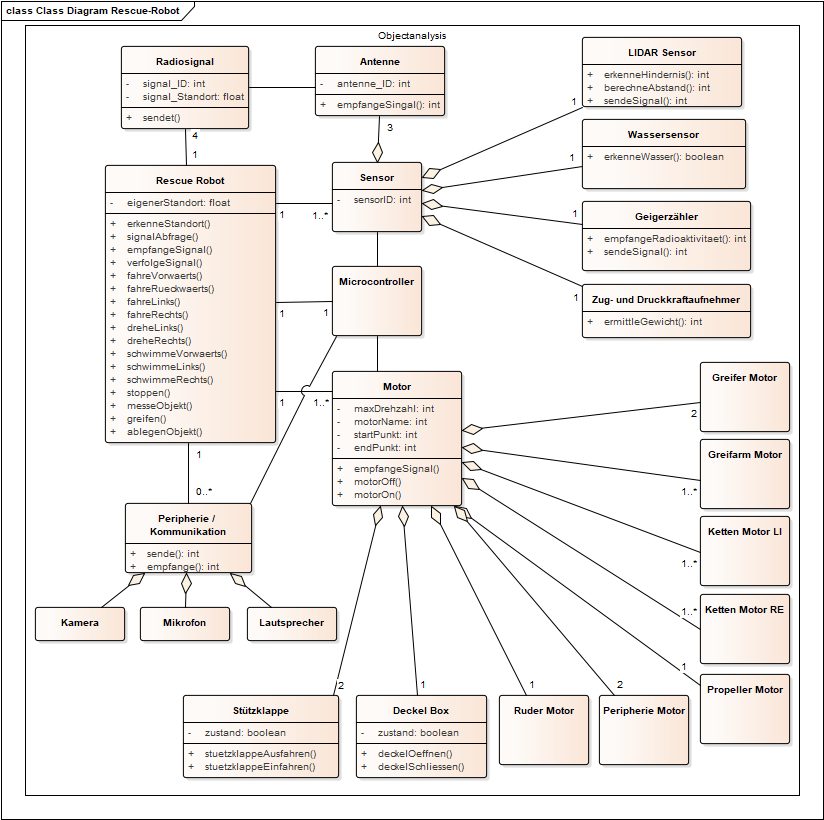 class Class Diagram Rescue-Robot
Objectanalysis
Radiosignal
- signal_ID: int
- signal_Standort: float
+ sendet()
Antenne
- antenne_ID: int
+ empfangeSingal(): int
LIDAR Sensor
+ erkenneHindernis(): int
+ berechneAbstand(): int
+ sendeSignal(): int
Wassersensor
+ erkenneWasser(): boolean
Geigerzähler
+ empfangeRadioaktivitaet(): int
+ sendeSignal(): int
Zug- und Druckkraftaufnehmer
+ ermittleGewicht(): int
1
1
1
1
3
4
1
Sensor
- sensorID: int
Rescue Robot
- eigenerStandort: float
+ erkenneStandort()
+ signalAbfrage()
+ empfangeSignal()
+ verfolgeSignal()
+ fahreVorwaerts()
+ fahreRueckwaerts()
+ fahreLinks()
+ fahreRechts()
+ dreheLinks()
+ dreheRechts()
+ schwimmeVorwaerts()
+ schwimmeLinks()
+ schwimmeRechts()
+ stoppen()
+ messeObjekt()
+ greifen()
+ ablegenObjekt()
1
1..*
Microcontroller
1
1
1
1..*
Motor
- maxDrehzahl: int
- motorName: int
- startPunkt: int
- endPunkt: int
+ empfangeSignal()
+ motorOff()
+ motorOn()
Greifer Motor
2
Greifarm Motor
1..*
Ketten Motor LI
1..*
Ketten Motor RE
1..*
Propeller Motor
1
1
0..*
Peripherie /
Kommunikation
+ sende(): int
+ empfange(): int
Kamera
Mikrofon
Lautsprecher
2
1
1
2
Stützklappe
- zustand: boolean
+ stuetzklappeAusfahren()
+ stuetzklappeEinfahren()
Deckel Box
- zustand: boolean
+ deckelOeffnen()
+ deckelSchliessen()
Ruder Motor
Peripherie Motor